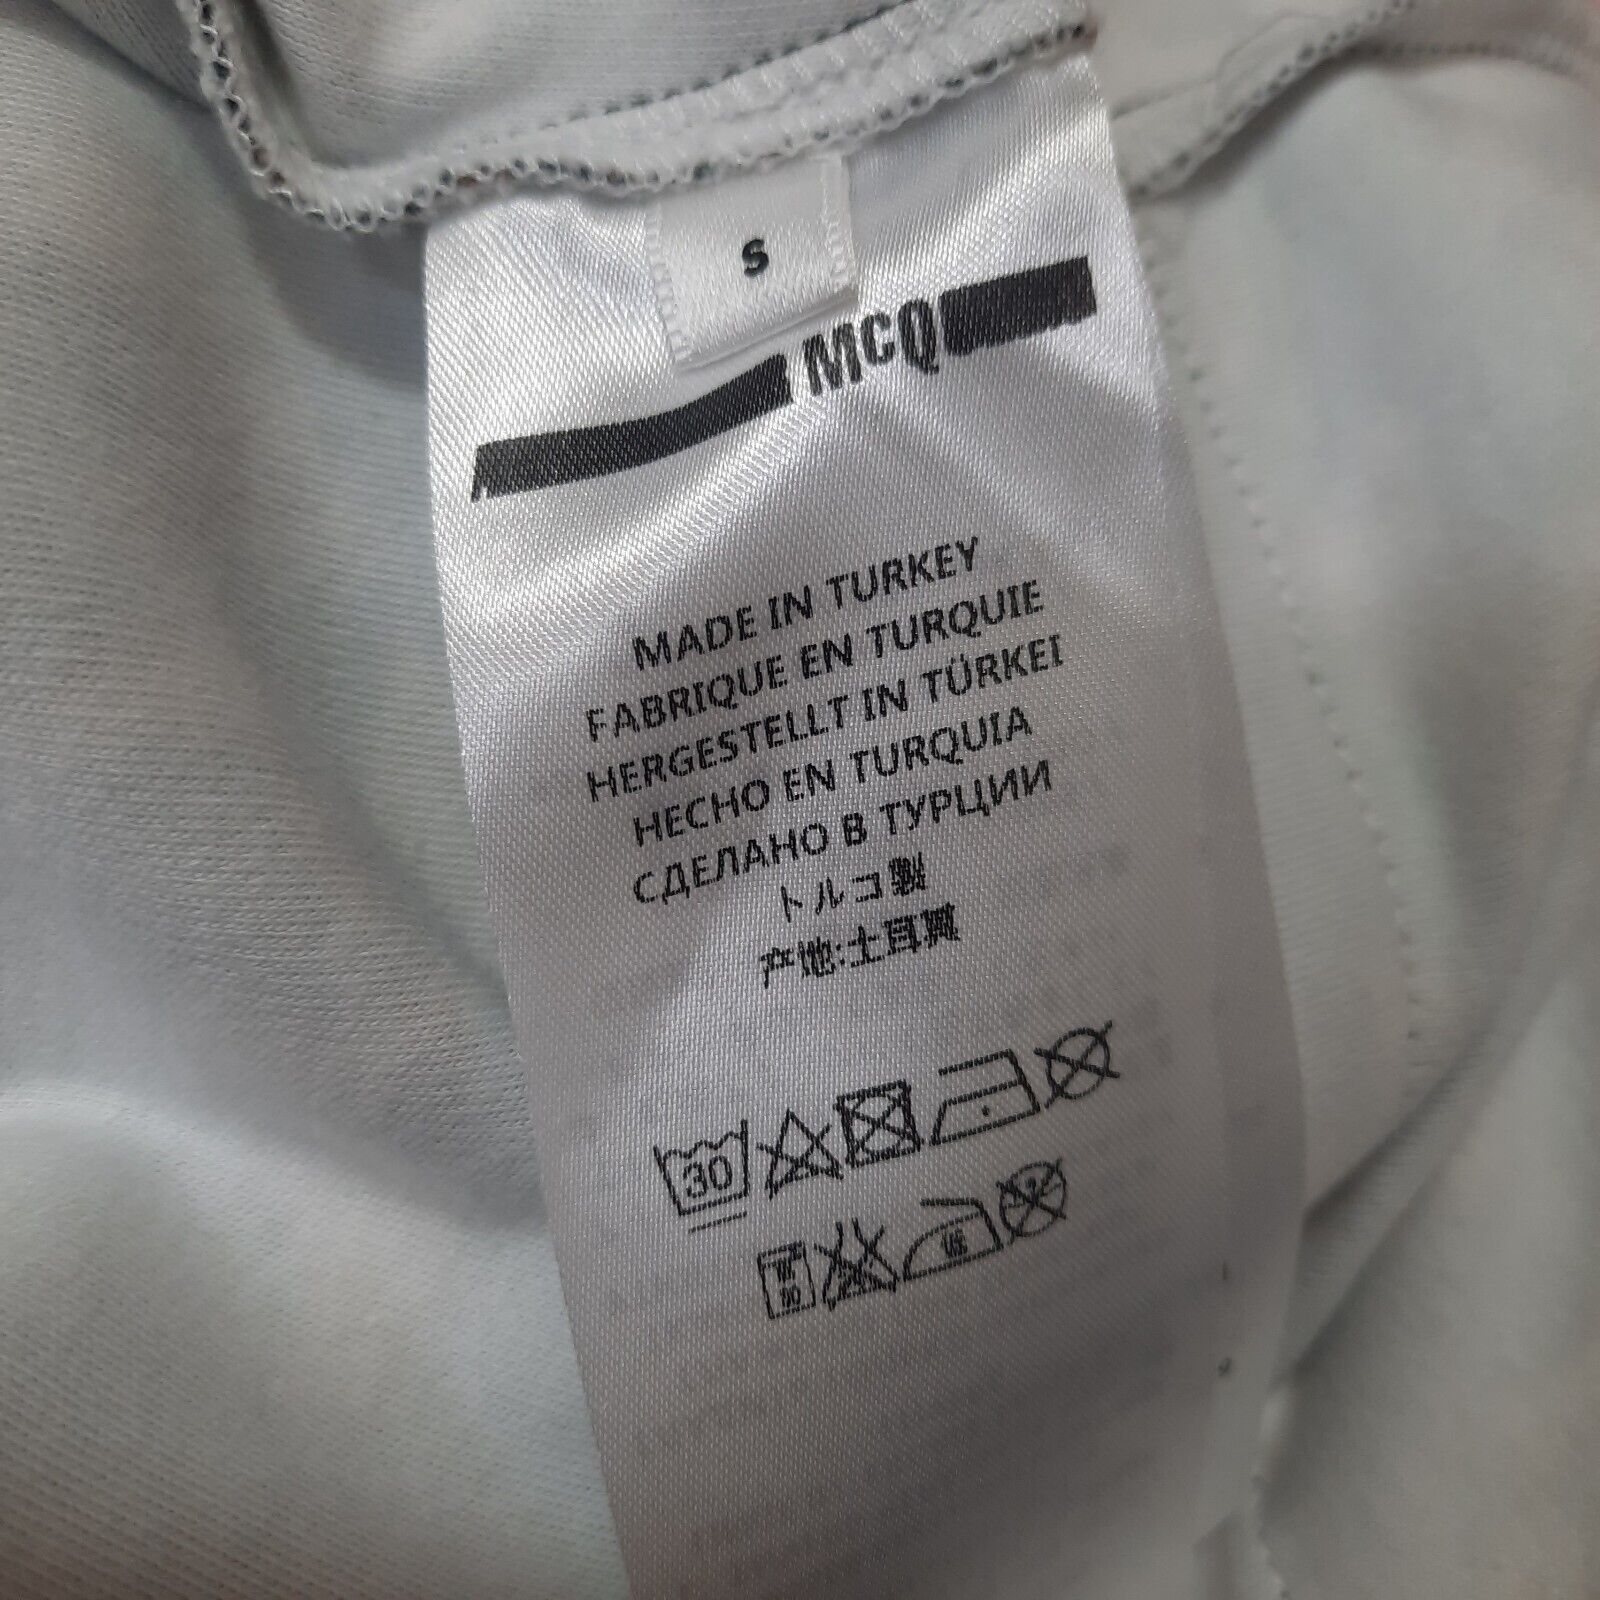 S
McQ
MADE IN TURKEY
FABRIQUE EN TURQUIE
HERGESTELLT IN TÜRKEI
HECHO EN TURQUIA
СДЕЛАНО В ТУРЦИИ
トルコ製
产地:土耳其
30